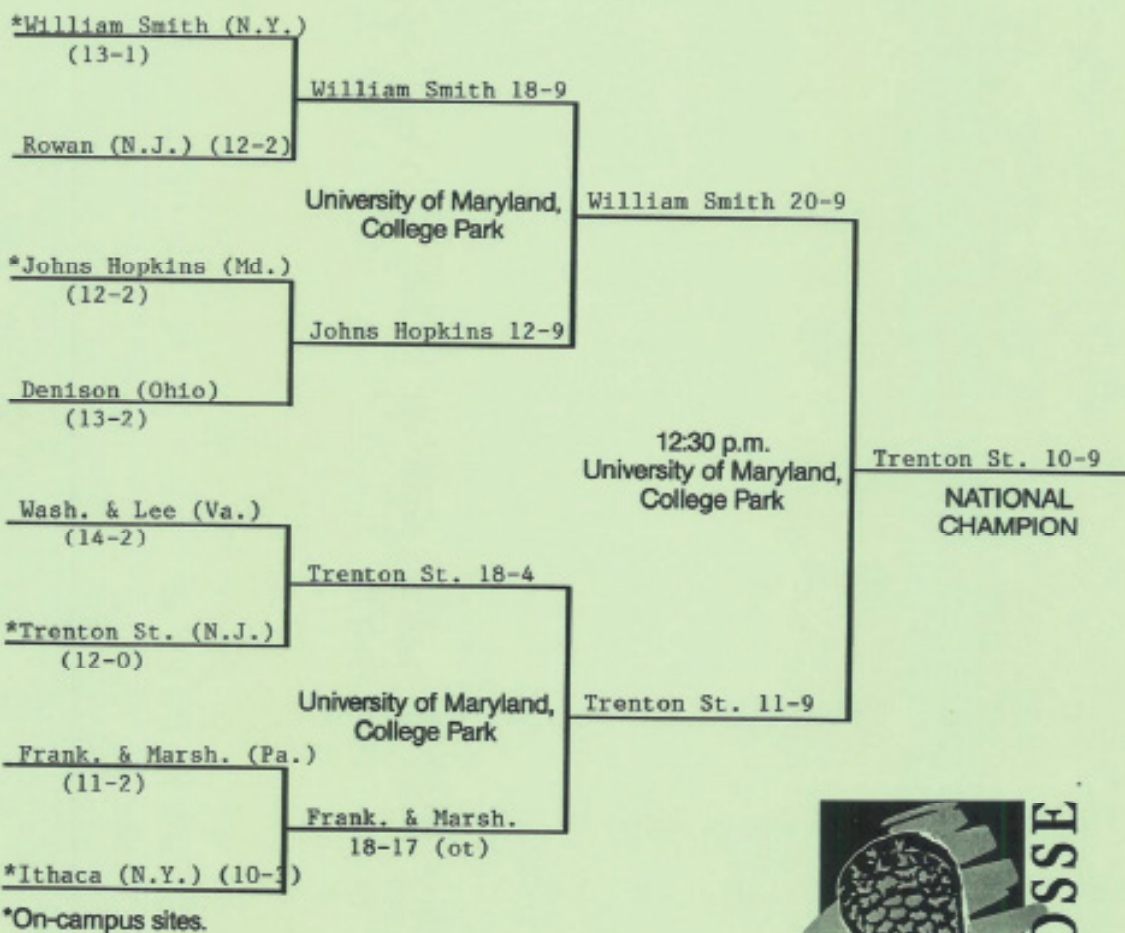 *William Smith (N.Y.)
(13-1)
William Smith 18-9
Rowan (N.J.) (12-2)
University of Maryland,
College Park
William Smith 20-9
*Johns Hopkins (Md.)
(12-2)
Johns Hopkins 12-9
Denison (Ohio)
(13-2)
12:30 p.m.
University of Maryland,
College Park
Trenton St. 10-9
NATIONAL
CHAMPION
Wash. & Lee (Va.)
(14-2)
Trenton St. 18-4
*Trenton St. (N.J.)
(12-0)
University of Maryland,
College Park
Trenton St. 11-9
Frank. & Marsh. (Pa.)
(11-2)
Frank. & Marsh.
18-17 (ot)
*Ithaca (N.Y.) (10-3)
*On-campus sites.
OSSE